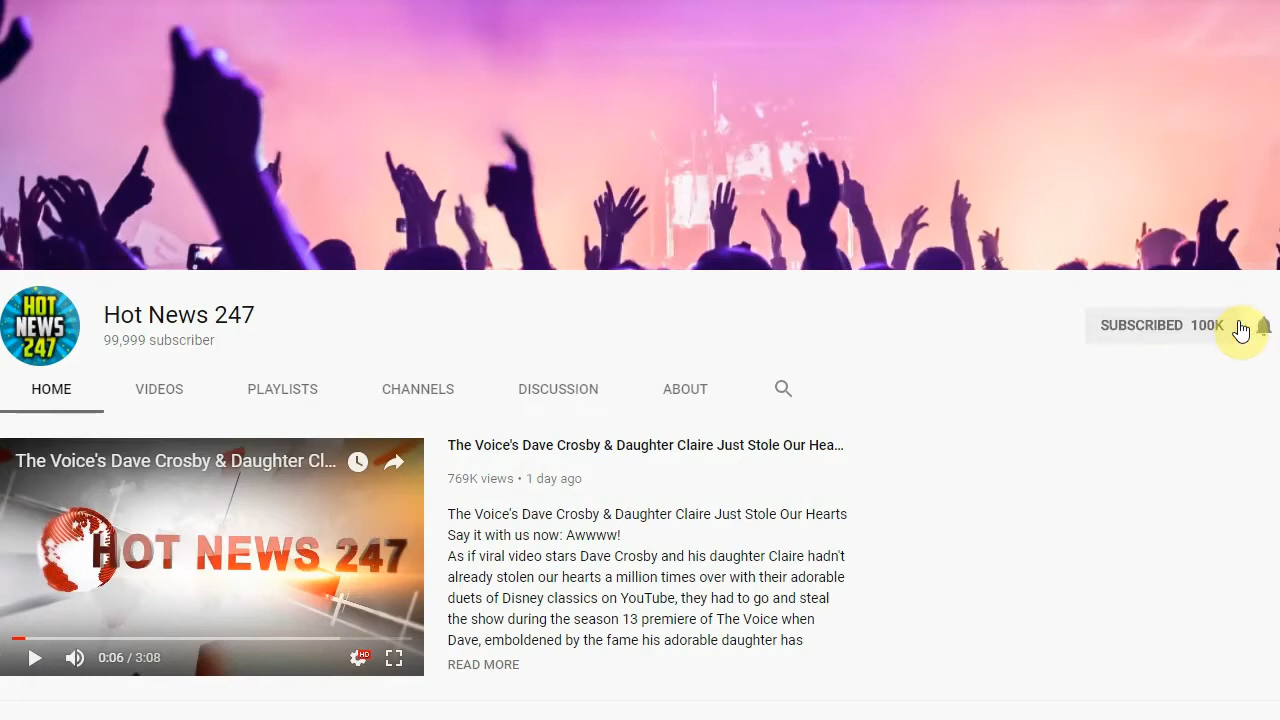 HOT
NEWS
247
Hot News 247
99,999 subscriber
SUBSCRIBED 100K
HOME VIDEOS PLAYLISTS CHANNELS DISCUSSION ABOUT
The Voice's Dave Crosby & Daughter Cl...
HOT NEWS 247
0:06 / 3:08
HD
The Voice's Dave Crosby & Daughter Claire Just Stole Our Hea...
769K views • 1 day ago
The Voice's Dave Crosby & Daughter Claire Just Stole Our Hearts
Say it with us now: Awwww!
As if viral video stars Dave Crosby and his daughter Claire hadn't
already stolen our hearts a million times over with their adorable
duets of Disney classics on YouTube, they had to go and steal
the show during the season 13 premiere of The Voice when
Dave, emboldened by the fame his adorable daughter has
READ MORE